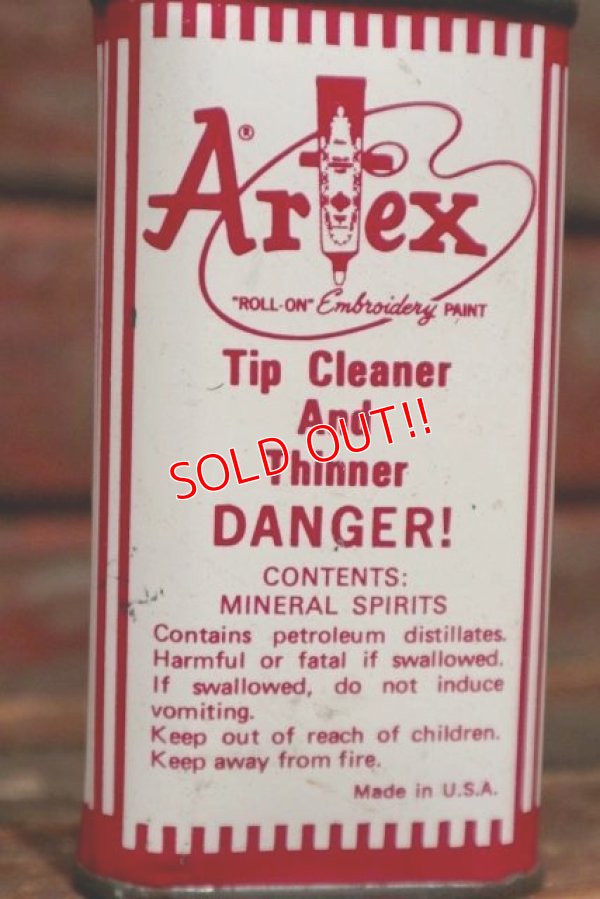 Artex®
"ROLL-ON" Embroidery PAINT
Tip Cleaner
And
SOLD OUT!!
Thinner
DANGER!
CONTENTS:
MINERAL SPIRITS
Contains petroleum distillates.
Harmful or fatal if swallowed.
If swallowed, do not induce
vomiting.
Keep out of reach of children.
Keep away from fire.
Made in U.S.A.